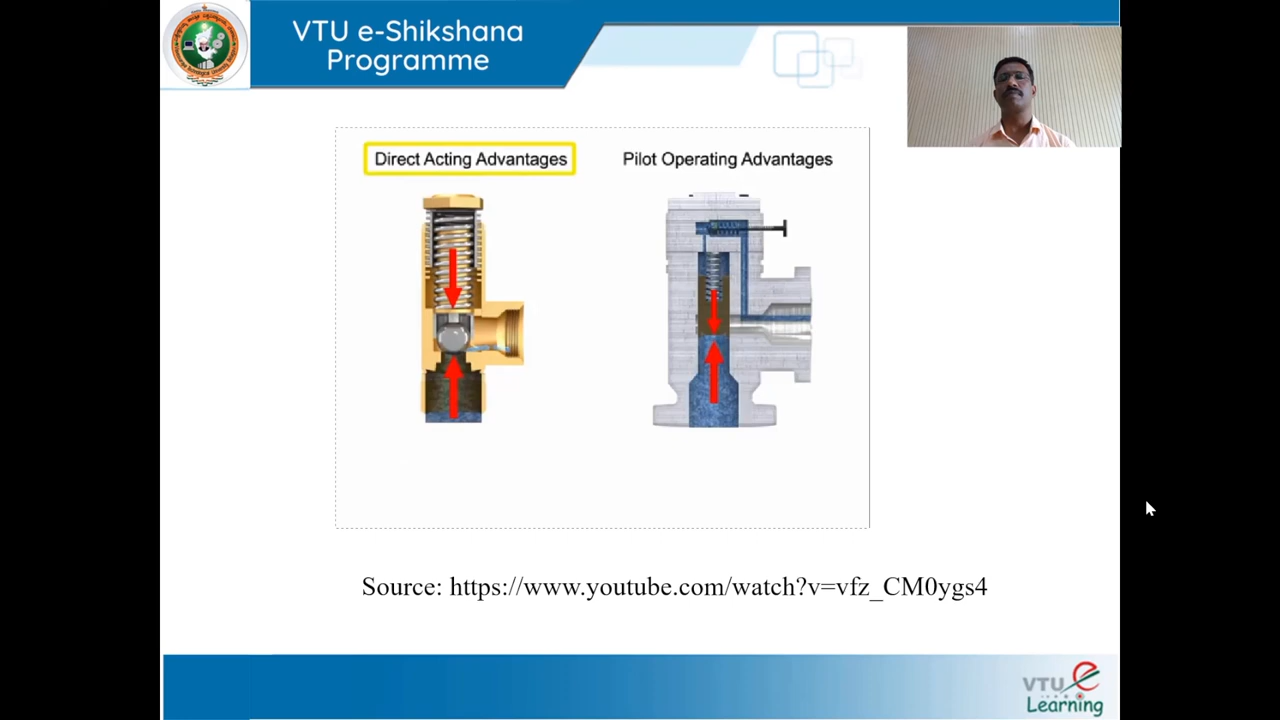 VTU e-Shikshana
Programme
Direct Acting Advantages
Pilot Operating Advantages
Source: https://www.youtube.com/watch?v=vfz_CM0ygs4
VTU e
Learning